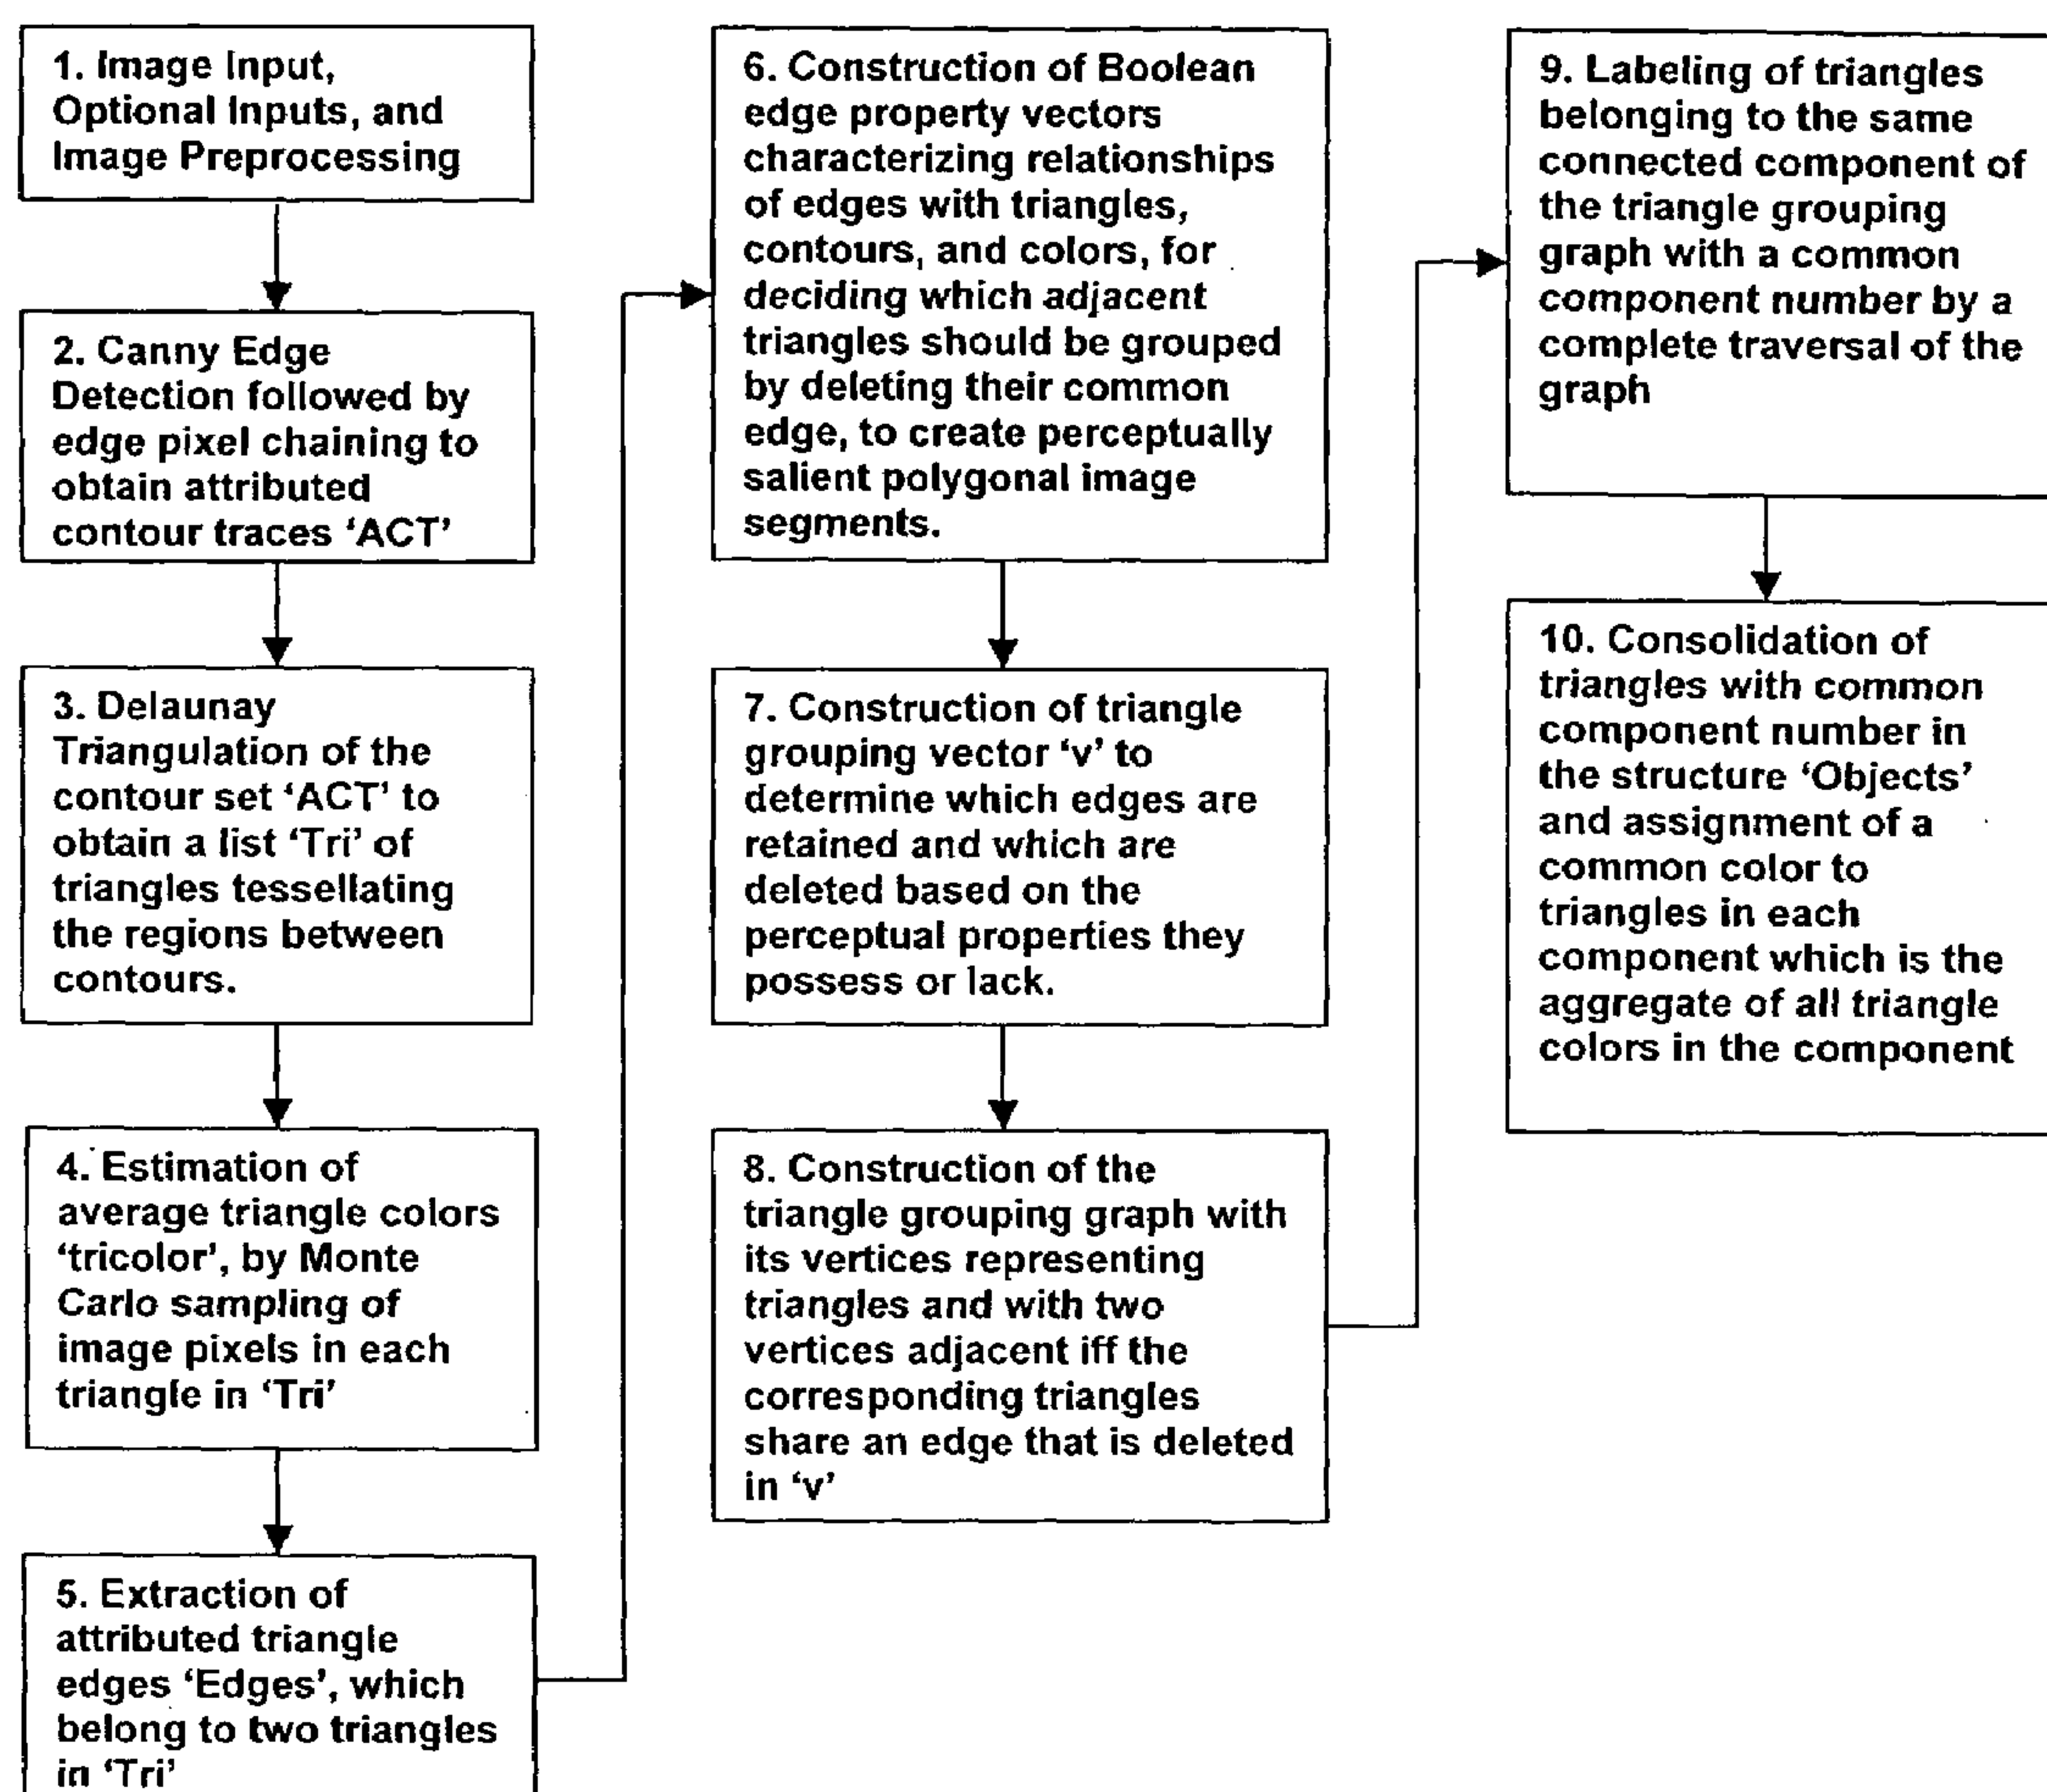 1. Image Input,
Optional Inputs, and
Image Preprocessing
2. Canny Edge
Detection followed by
edge pixel chaining to
obtain attributed
contour traces ‘ACT’
3. Delaunay
Triangulation of the
contour set ‘ACT’ to
obtain a list ‘Tri’ of
triangles tessellating
the regions between
contours.
4. Estimation of
average triangle colors
‘tricolor’, by Monte
Carlo sampling of
image pixels in each
triangle in ‘Tri’
5. Extraction of
attributed triangle
edges ‘Edges’, which
belong to two triangles
in ‘Tri’
6. Construction of Boolean
edge property vectors
characterizing relationships
of edges with triangles,
contours, and colors, for
deciding which adjacent
triangles should be grouped
by deleting their common
edge, to create perceptually
salient polygonal image
segments.
7. Construction of triangle
grouping vector ‘v’ to
determine which edges are
retained and which are
deleted based on the
perceptual properties they
possess or lack.
8. Construction of the
triangle grouping graph with
its vertices representing
triangles and with two
vertices adjacent iff the
corresponding triangles
share an edge that is deleted
in ‘v’
9. Labeling of triangles
belonging to the same
connected component of
the triangle grouping
graph with a common
component number by a
complete traversal of the
graph
10. Consolidation of
triangles with common
component number in
the structure ‘Objects’
and assignment of a
common color to
triangles in each
component which is the
aggregate of all triangle
colors in the component